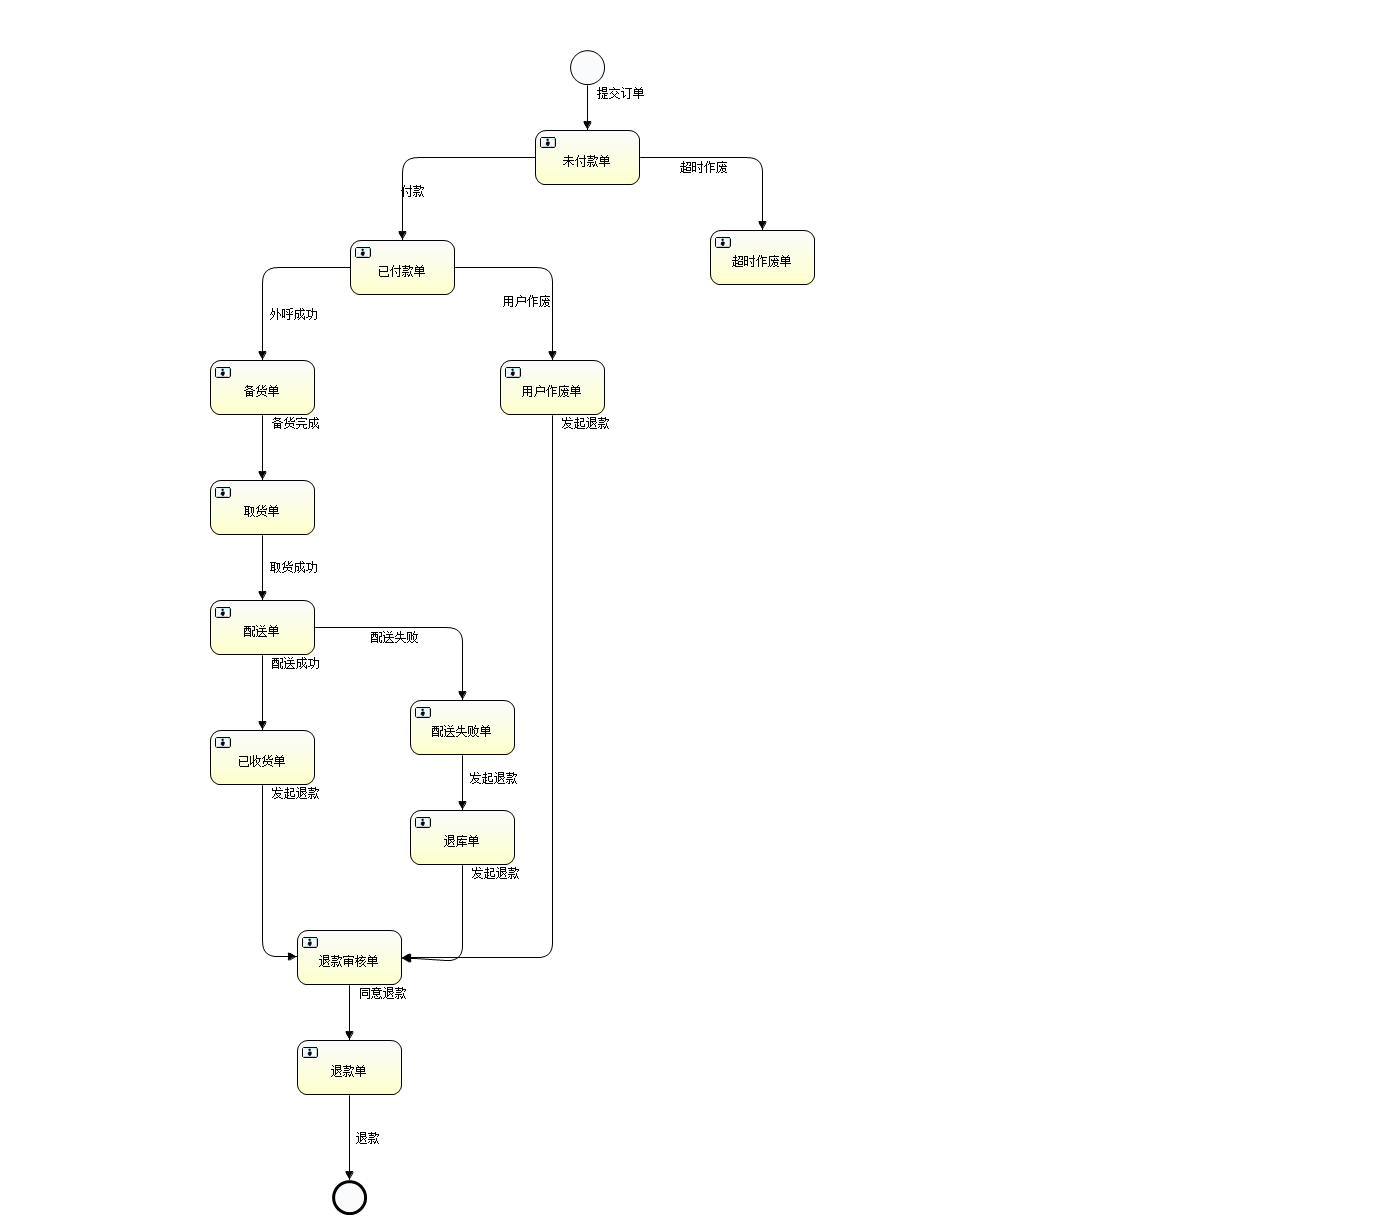 提交订单
未付款单
超时作废
付款
超时作废单
已付款单
用户作废
外呼成功
备货单
用户作废单
备货完成
发起退款
取货单
取货成功
配送单
配送失败
配送成功
配送失败单
已收货单
发起退款
发起退款
退库单
发起退款
退款审核单
同意退款
退款单
退款